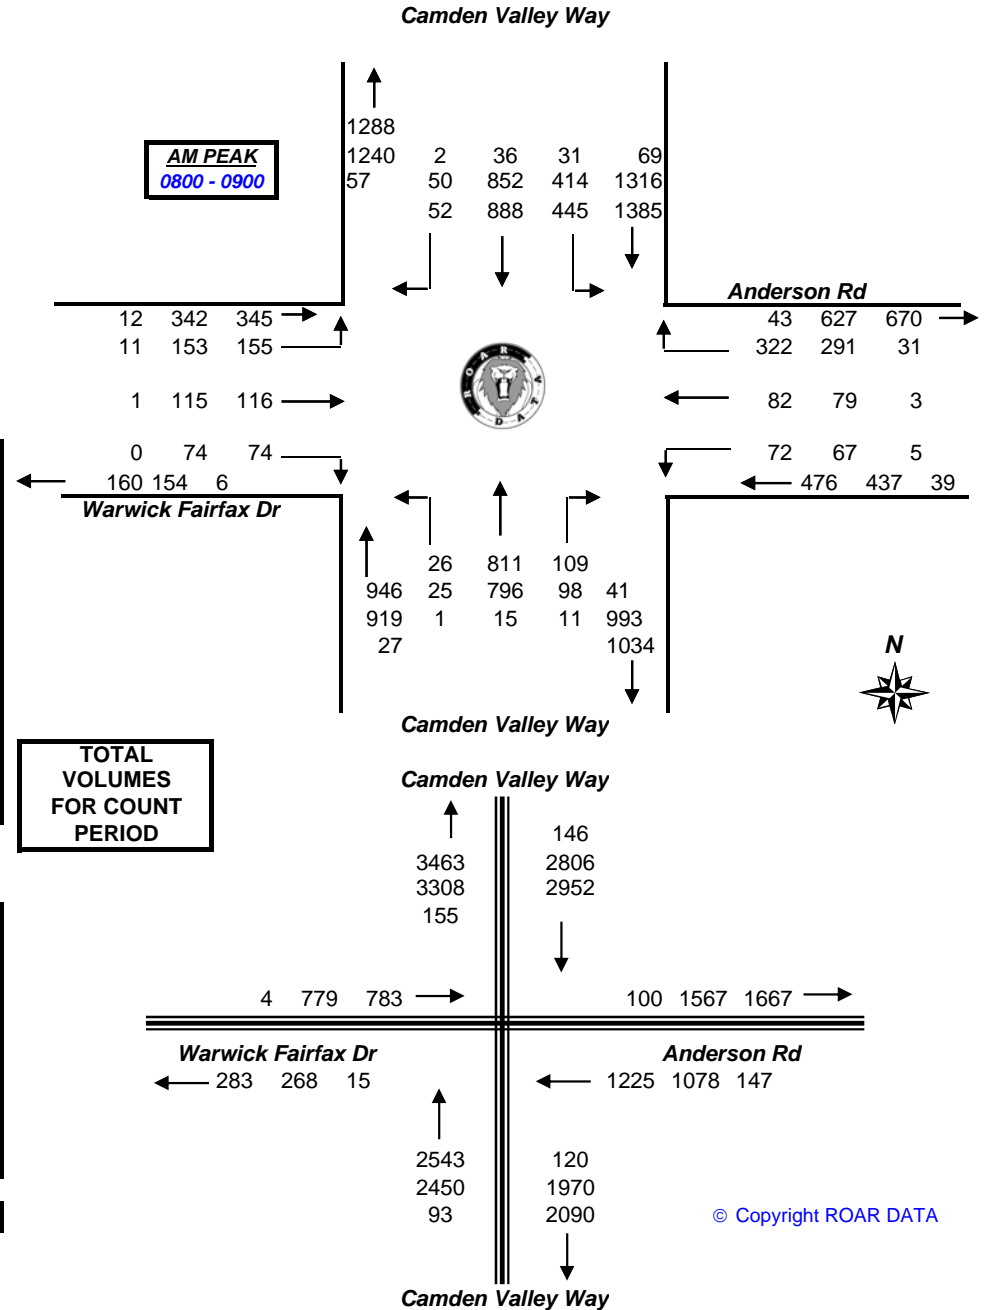 Camden Valley Way
1288
AM PEAK
0800 - 0900
1240 2 36 31 69
57 50 852 414 1316
52 888 445 1385
Anderson Rd
12 342 345
43 627 670
11 153 155
322 291 31
ROAR DATA
1 115 116
82 79 3
0 74 74
72 67 5
160 154 6
476 437 39
Warwick Fairfax Dr
26 811 109
946 25 796 98 41
919 1 15 11 993
27 1034
N
Camden Valley Way
TOTAL
VOLUMES
FOR COUNT
PERIOD
Camden Valley Way
146
3463 2806
3308 2952
155
4 779 783
100 1567 1667
Warwick Fairfax Dr
Anderson Rd
283 268 15
1225 1078 147
2543 120
2450 1970
93 2090
© Copyright ROAR DATA
Camden Valley Way